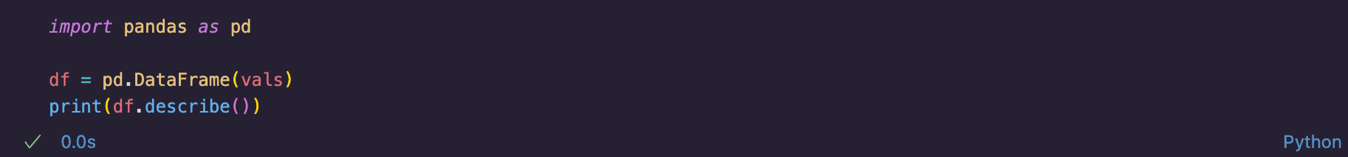 import pandas as pd
df = pd.DataFrame(vals)
print(df.describe())
0.0s
Python